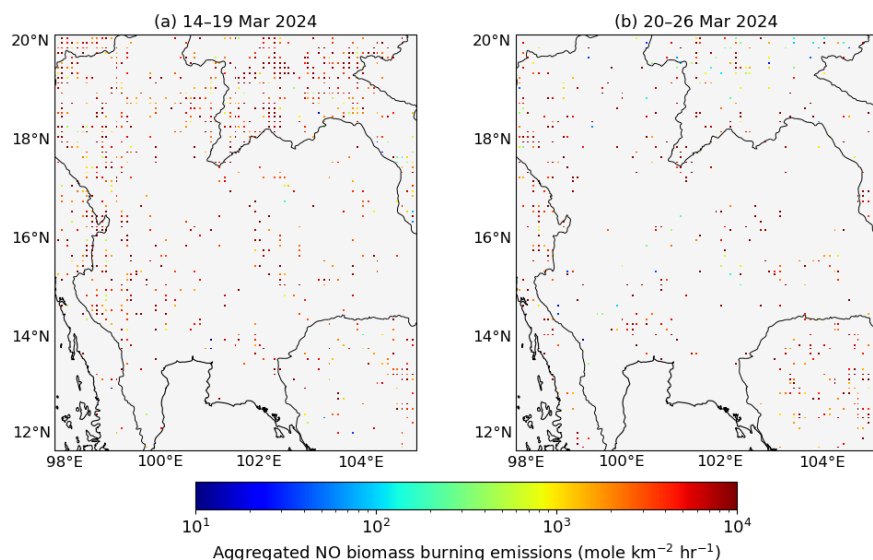 (a) 14–19 Mar 2024
(b) 20–26 Mar 2024
20°N
18°N
16°N
14°N
12°N
98°E 100°E 102°E 104°E
20°N
18°N
16°N
14°N
12°N
98°E 100°E 102°E 104°E
10¹ 10² 10³ 10⁴
Aggregated NO biomass burning emissions (mole km⁻² hr⁻¹)